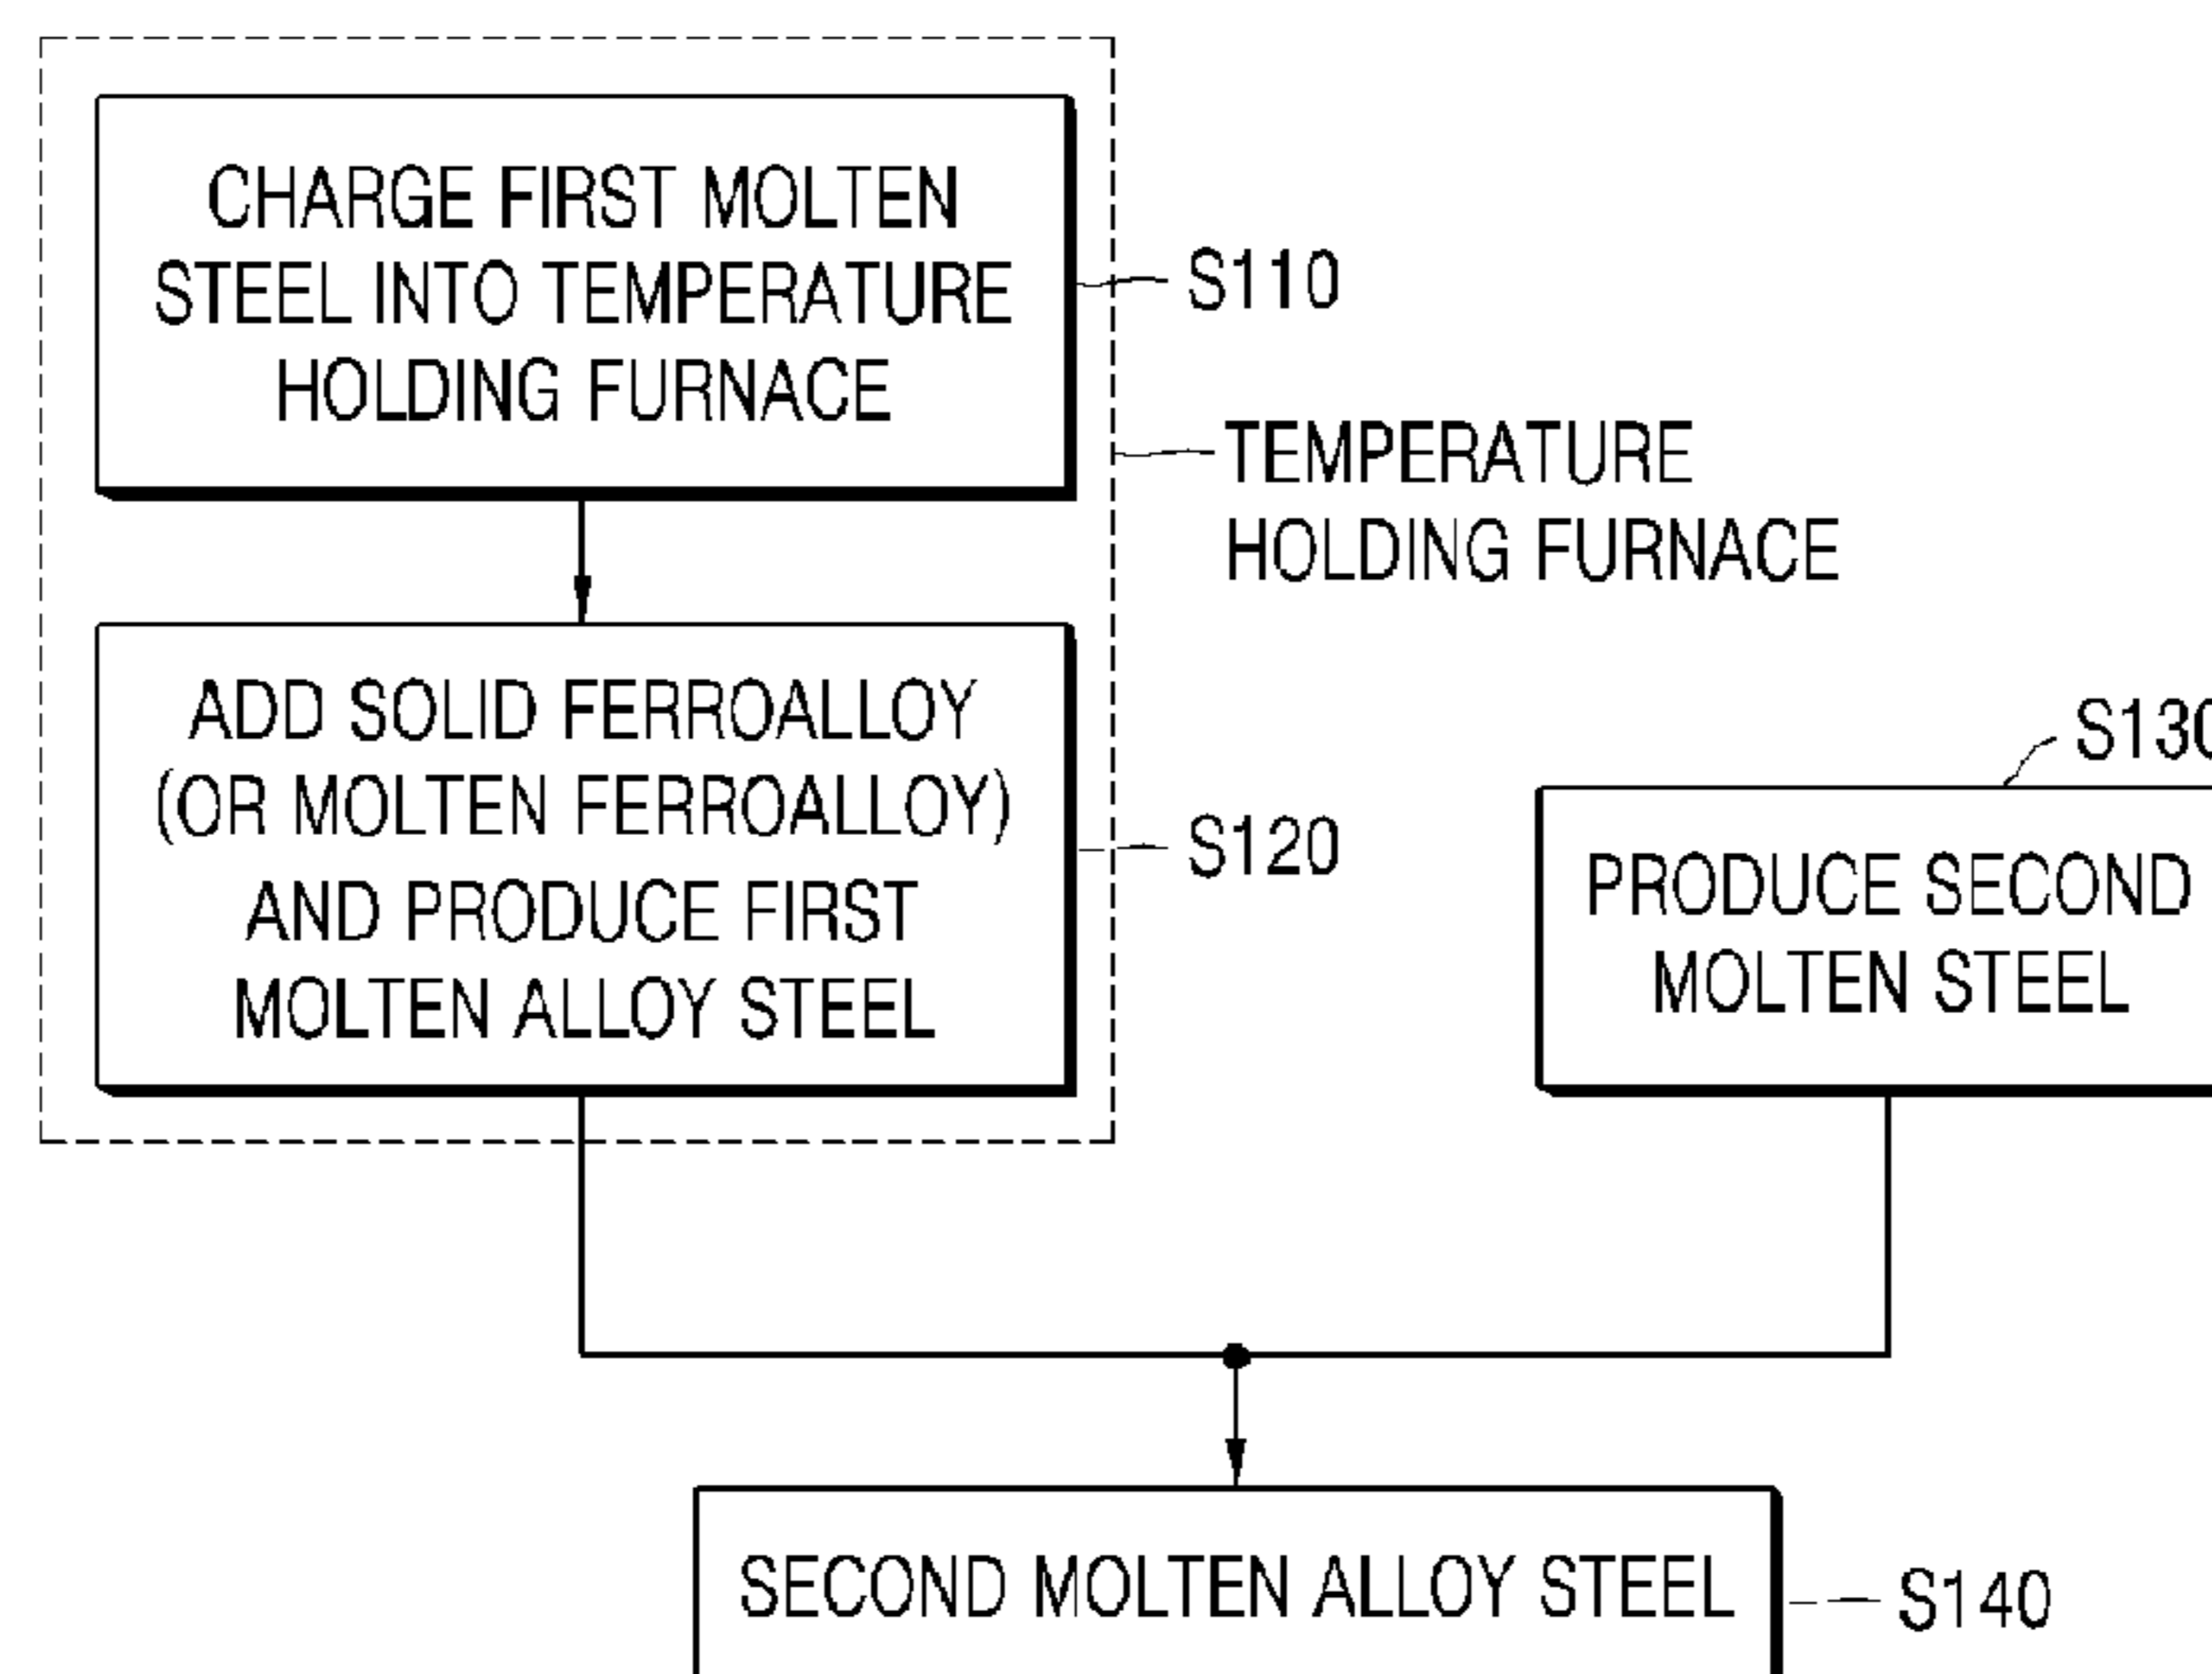 CHARGE FIRST MOLTEN
STEEL INTO TEMPERATURE
HOLDING FURNACE
S110
TEMPERATURE
HOLDING FURNACE
ADD SOLID FERROALLOY
(OR MOLTEN FERROALLOY)
AND PRODUCE FIRST
MOLTEN ALLOY STEEL
S120
S130
PRODUCE SECOND
MOLTEN STEEL
SECOND MOLTEN ALLOY STEEL
S140